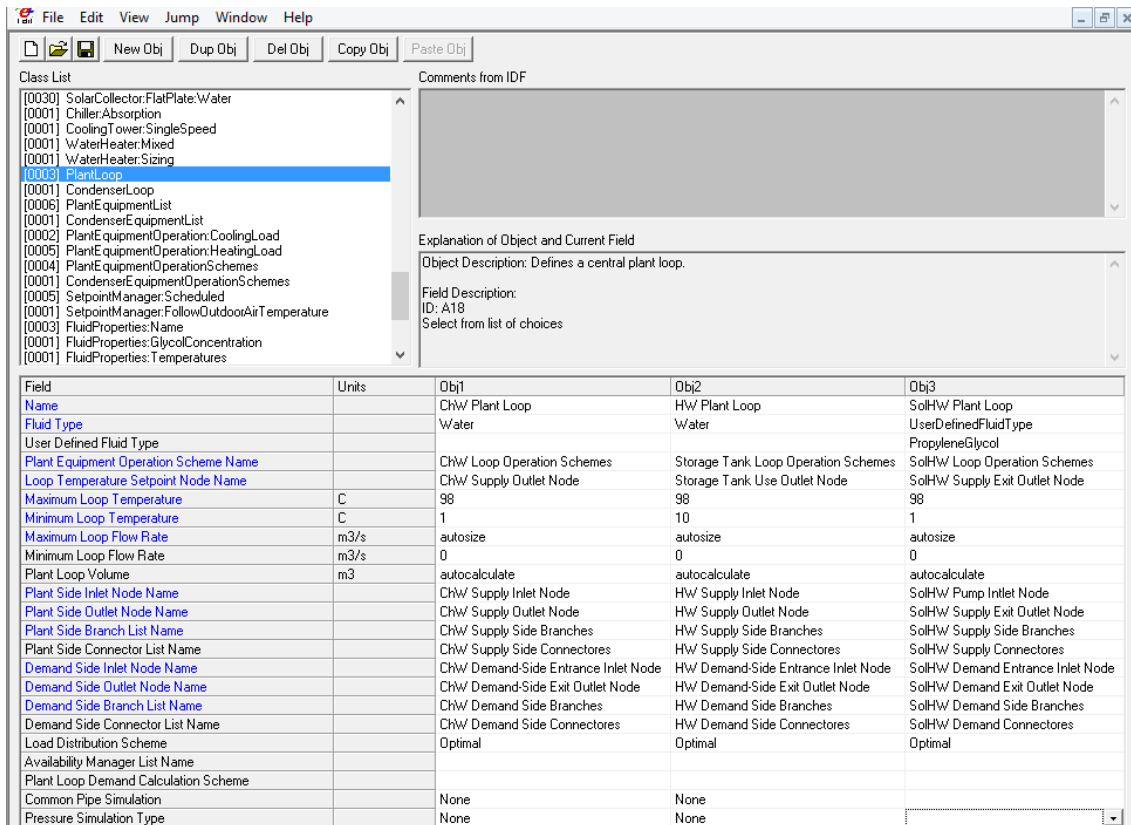 File Edit View Jump Window Help
New Obj Dup Obj Del Obj Copy Obj Paste Obj
Class List
Comments from IDF
[0030] SolarCollector:FlatPlate:Water
[0001] Chiller:Absorption
[0001] CoolingTower:SingleSpeed
[0001] WaterHeater:Mixed
[0001] WaterHeater:Sizing
[0003] PlantLoop
[0001] CondenserLoop
[0006] PlantEquipmentList
[0001] CondenserEquipmentList
[0002] PlantEquipmentOperation:CoolingLoad
[0005] PlantEquipmentOperation:HeatingLoad
[0004] PlantEquipmentOperationSchemes
[0001] CondenserEquipmentOperationSchemes
[0005] SetpointManager:Scheduled
[0001] SetpointManager:FollowOutdoorAirTemperature
[0003] FluidProperties:Name
[0001] FluidProperties:GlycolConcentration
[0001] FluidProperties:Temperatures
Explanation of Object and Current Field
Object Description: Defines a central plant loop.
Field Description:
ID: A18
Select from list of choices
Field Units Obj1 Obj2 Obj3
Name ChW Plant Loop HW Plant Loop SolHW Plant Loop
Fluid Type Water Water UserDefinedFluidType
User Defined Fluid Type PropyleneGlycol
Plant Equipment Operation Scheme Name ChW Loop Operation Schemes Storage Tank Loop Operation Schemes SolHW Loop Operation Schemes
Loop Temperature Setpoint Node Name ChW Supply Outlet Node Storage Tank Use Outlet Node SolHW Supply Exit Outlet Node
Maximum Loop Temperature C 98 98 98
Minimum Loop Temperature C 1 10 1
Maximum Loop Flow Rate m3/s autosize autosize autosize
Minimum Loop Flow Rate m3/s 0 0 0
Plant Loop Volume m3 autocalculate autocalculate autocalculate
Plant Side Inlet Node Name ChW Supply Inlet Node HW Supply Inlet Node SolHW Pump Intlet Node
Plant Side Outlet Node Name ChW Supply Outlet Node HW Supply Outlet Node SolHW Supply Exit Outlet Node
Plant Side Branch List Name ChW Supply Side Branches HW Supply Side Branches SolHW Supply Side Branches
Plant Side Connector List Name ChW Supply Side Connectores HW Supply Side Connectores SolHW Supply Connectores
Demand Side Inlet Node Name ChW Demand-Side Entrance Inlet Node HW Demand-Side Entrance Inlet Node SolHW Demand Entrance Inlet Node
Demand Side Outlet Node Name ChW Demand-Side Exit Outlet Node HW Demand-Side Exit Outlet Node SolHW Demand Exit Outlet Node
Demand Side Branch List Name ChW Demand Side Branches HW Demand Side Branches SolHW Demand Side Branches
Demand Side Connector List Name ChW Demand Side Connectores HW Demand Side Connectores SolHW Demand Connectores
Load Distribution Scheme Optimal Optimal Optimal
Availability Manager List Name
Plant Loop Demand Calculation Scheme
Common Pipe Simulation None None
Pressure Simulation Type None None